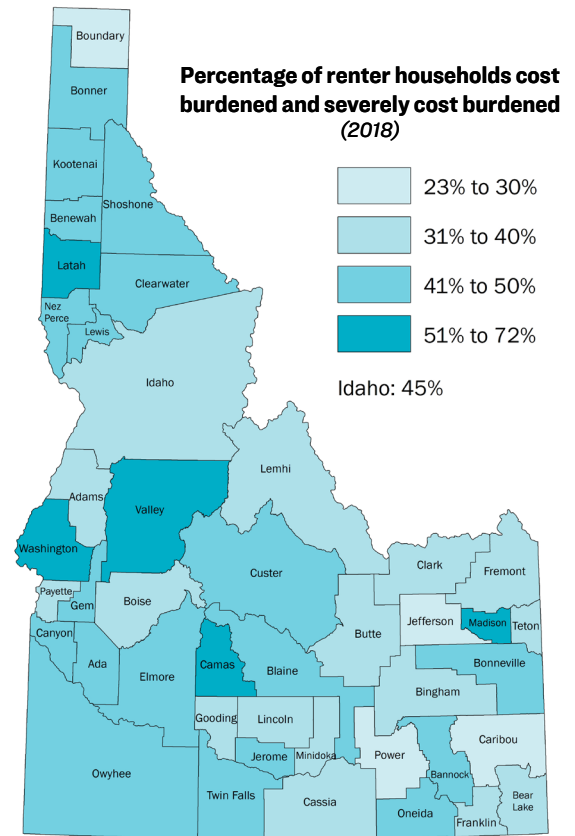 Percentage of renter households cost
burdened and severely cost burdened
(2018)
23% to 30%
31% to 40%
41% to 50%
51% to 72%
Idaho: 45%
Boundary
Bonner
Kootenai
Shoshone
Benewah
Latah
Clearwater
Nez
Perce
Lewis
Idaho
Lemhi
Adams
Valley
Washington
Custer
Clark
Fremont
Payette
Gem
Boise
Jefferson
Madison
Teton
Canyon
Butte
Ada
Camas
Blaine
Bonneville
Elmore
Bingham
Gooding
Lincoln
Caribou
Jerome
Minidoka
Power
Owyhee
Bannock
Twin Falls
Cassia
Oneida
Franklin
Bear
Lake